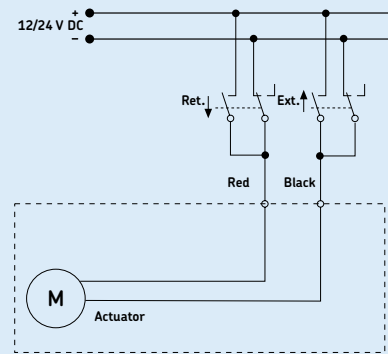 +
12/24 V DC
–
Ret. Ext.
Red Black
M
Actuator